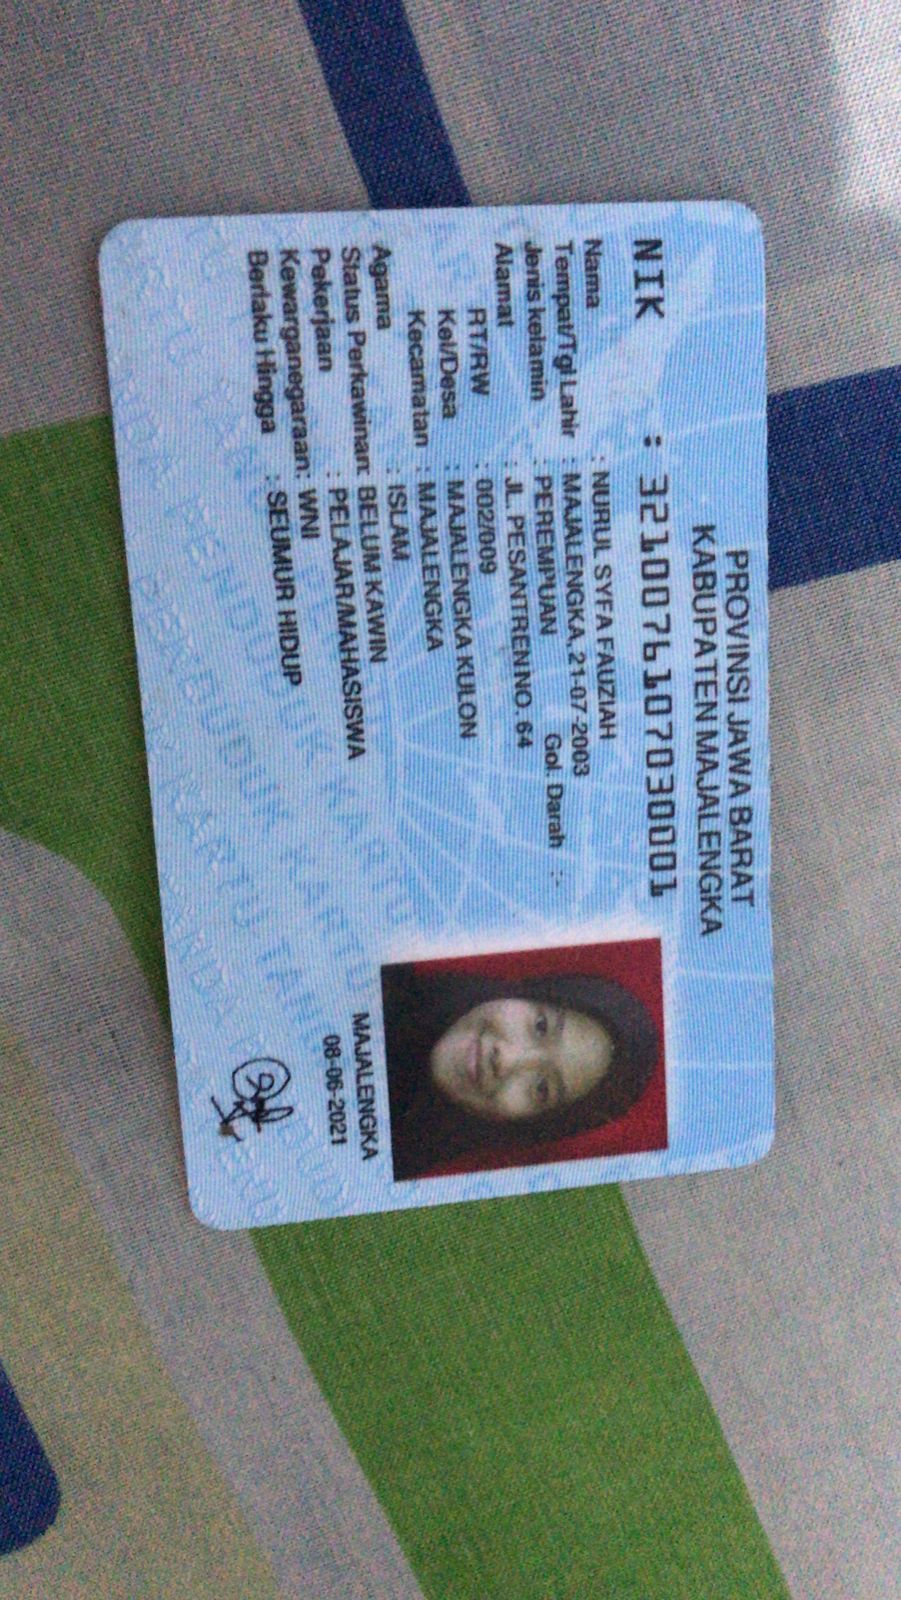 PROVINSI JAWA BARAT
KABUPATEN MAJALENGKA
NIK : 3210076107030001
Nama : NURUL SYFA FAUZIAH
Tempat/Tgl Lahir : MAJALENGKA, 21-07-2003
Jenis kelamin : PEREMPUAN Gol. Darah :-
Alamat : JL. PESANTREN NO. 64
RT/RW : 002/009
Kel/Desa : MAJALENGKA KULON
Kecamatan : MAJALENGKA
Agama : ISLAM
Status Perkawinan: BELUM KAWIN
Pekerjaan : PELAJAR/MAHASISWA
Kewarganegaraan: WNI
Berlaku Hingga : SEUMUR HIDUP
MAJALENGKA
08-06-2021